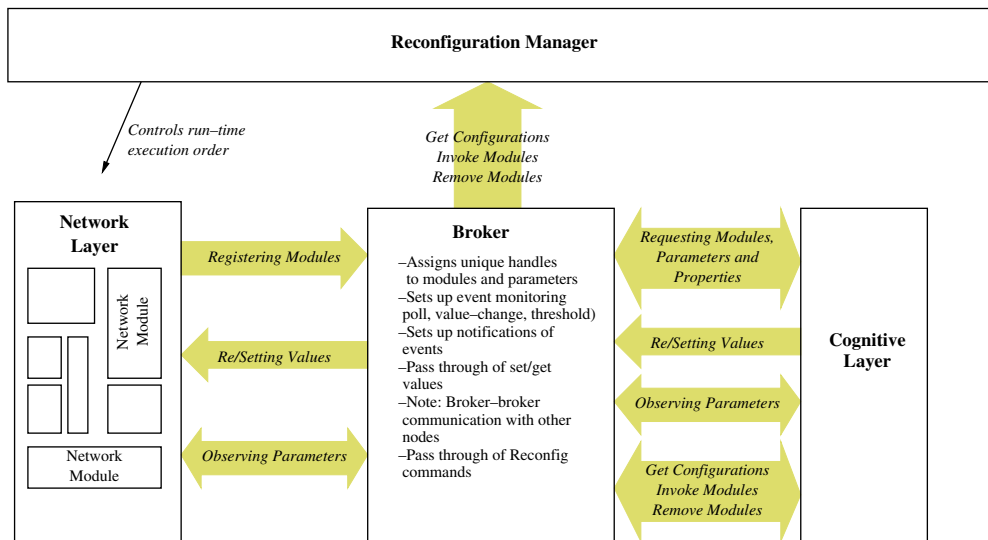 Reconfiguration Manager
Controls run–time
execution order
Get Configurations
Invoke Modules
Remove Modules
Network
Layer
Network
Module
Network
Module
Registering Modules
Re/Setting Values
Observing Parameters
Broker
–Assigns unique handles
to modules and parameters
–Sets up event monitoring
poll, value–change, threshold)
–Sets up notifications of
events
–Pass through of set/get
values
–Note: Broker–broker
communication with other
nodes
–Pass through of Reconfig
commands
Requesting Modules,
Parameters and
Properties
Re/Setting Values
Observing Parameters
Get Configurations
Invoke Modules
Remove Modules
Cognitive
Layer